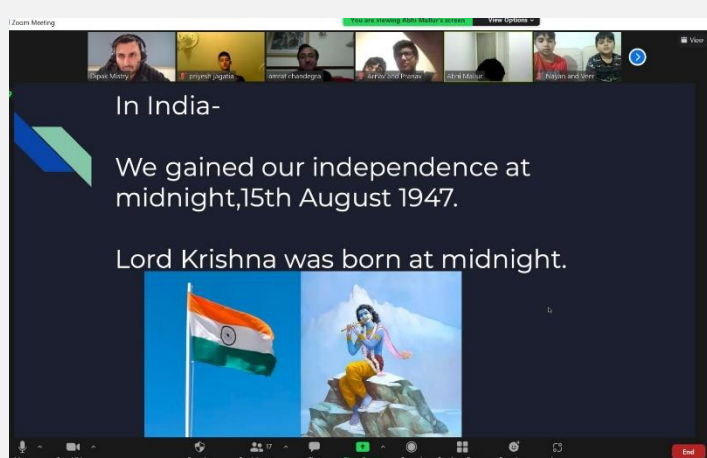 Zoom Meeting
You are viewing Abhi Mallur's screen View Options
View
Dipak Mistry
priyesh jagatia
amrat chandegra
Arnav and Pranav
Abhi Mallur
Nayan and Veer
In India-
We gained our independence at
midnight,15th August 1947.
Lord Krishna was born at midnight.
17
End